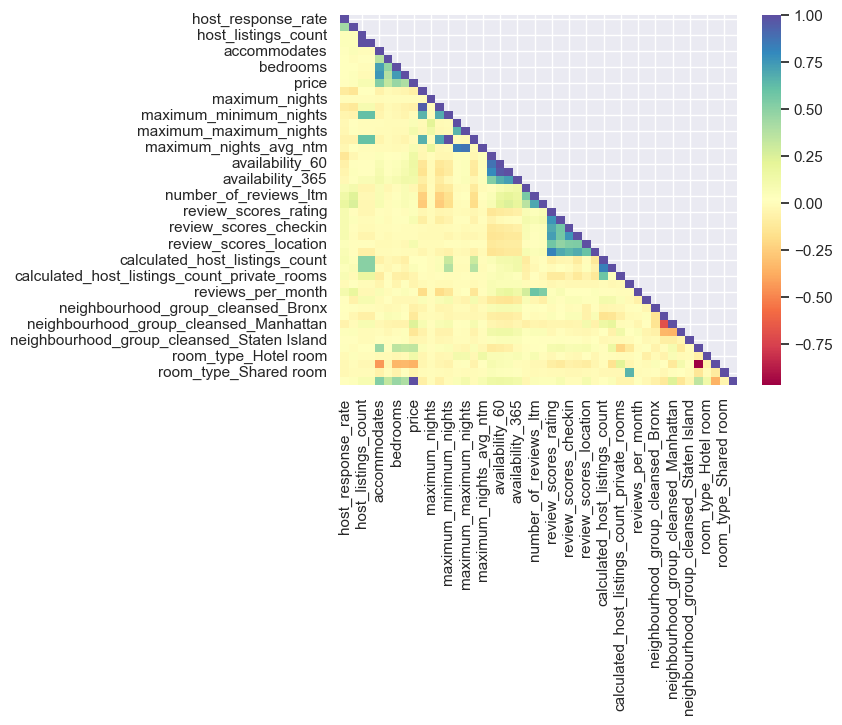 host_response_rate
host_listings_count
accommodates
bedrooms
price
maximum_nights
maximum_minimum_nights
maximum_maximum_nights
maximum_nights_avg_ntm
availability_60
availability_365
number_of_reviews_ltm
review_scores_rating
review_scores_checkin
review_scores_location
calculated_host_listings_count
calculated_host_listings_count_private_rooms
reviews_per_month
neighbourhood_group_cleansed_Bronx
neighbourhood_group_cleansed_Manhattan
neighbourhood_group_cleansed_Staten Island
room_type_Hotel room
room_type_Shared room
1.00
0.75
0.50
0.25
0.00
−0.25
−0.50
−0.75
host_response_rate
host_listings_count
accommodates
bedrooms
price
maximum_nights
maximum_minimum_nights
maximum_maximum_nights
maximum_nights_avg_ntm
availability_60
availability_365
number_of_reviews_ltm
review_scores_rating
review_scores_checkin
review_scores_location
calculated_host_listings_count
calculated_host_listings_count_private_rooms
reviews_per_month
neighbourhood_group_cleansed_Bronx
neighbourhood_group_cleansed_Manhattan
neighbourhood_group_cleansed_Staten Island
room_type_Hotel room
room_type_Shared room